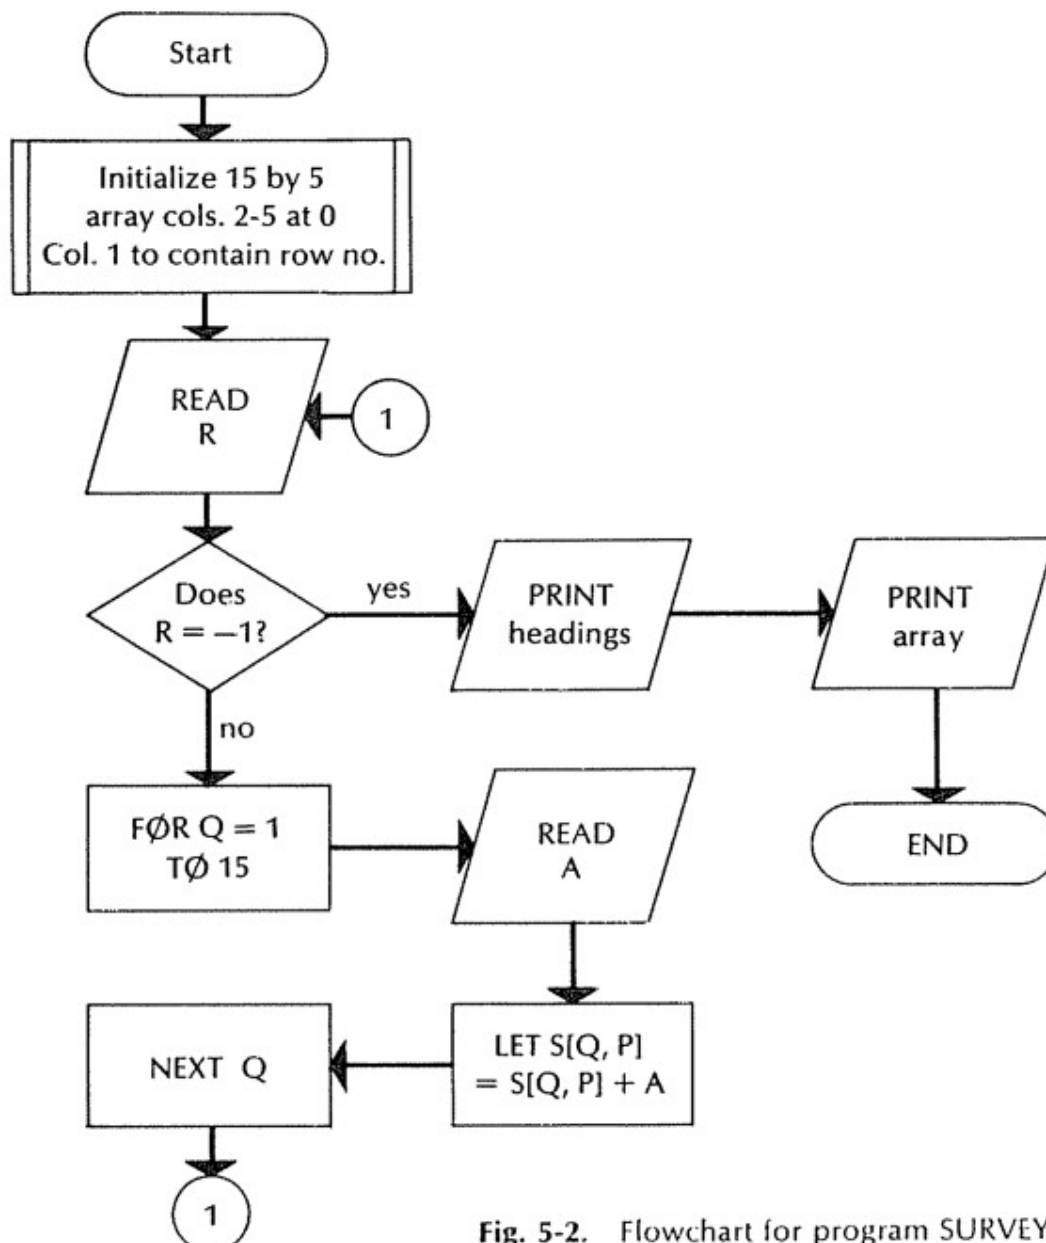 Start
Initialize 15 by 5
array cols. 2-5 at 0
Col. 1 to contain row no.
READ
R
1
Does
R = –1?
yes
PRINT
headings
PRINT
array
no
FØR Q = 1
TØ 15
READ
A
END
LET S[Q, P]
= S[Q, P] + A
NEXT Q
1
Fig. 5-2. Flowchart for program SURVEY